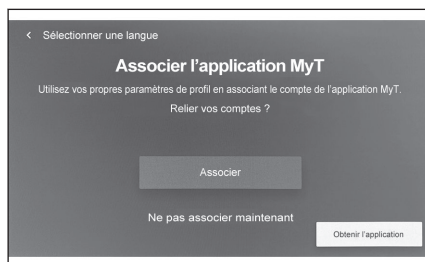 < Sélectionner une langue
Associer l'application MyT
Utilisez vos propres paramètres de profil en associant le compte de l'application MyT.
Relier vos comptes ?
Associer
Ne pas associer maintenant
Obtenir l'application